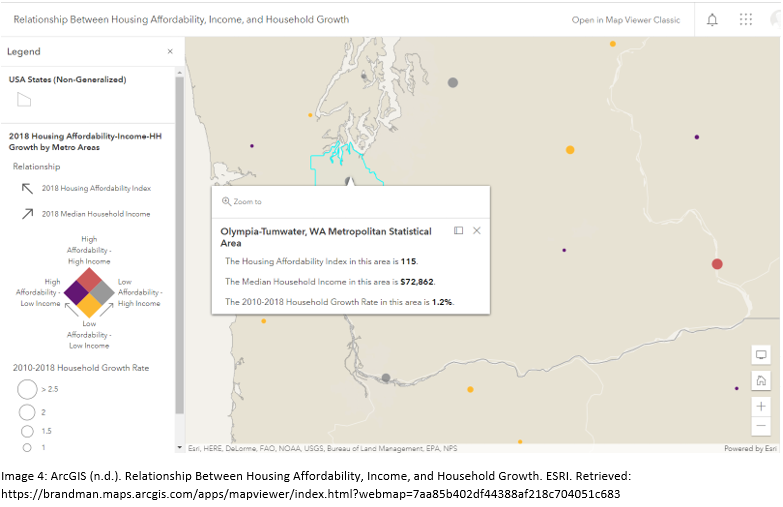 Relationship Between Housing Affordability, Income, and Household Growth
Open in Map Viewer Classic
Legend
×
USA States (Non-Generalized)
2018 Housing Affordability-Income-HH
Growth by Metro Areas
Relationship
2018 Housing Affordability Index
2018 Median Household Income
High
Affordability -
High Income
High
Affordability -
Low Income
Low
Affordability -
High Income
Low
Affordability -
Low Income
2010-2018 Household Growth Rate
> 2.5
2
1.5
1
Zoom to
Olympia-Tumwater, WA Metropolitan Statistical
Area
The Housing Affordability Index in this area is 115.
The Median Household Income in this area is $72,862.
The 2010-2018 Household Growth Rate in this area is 1.2%.
Esri, HERE, DeLorme, FAO, NOAA, USGS, Bureau of Land Management, EPA, NPS
Powered by Esri
Image 4: ArcGIS (n.d.). Relationship Between Housing Affordability, Income, and Household Growth. ESRI. Retrieved:
https://brandman.maps.arcgis.com/apps/mapviewer/index.html?webmap=7aa85b402df44388af218c704051c683